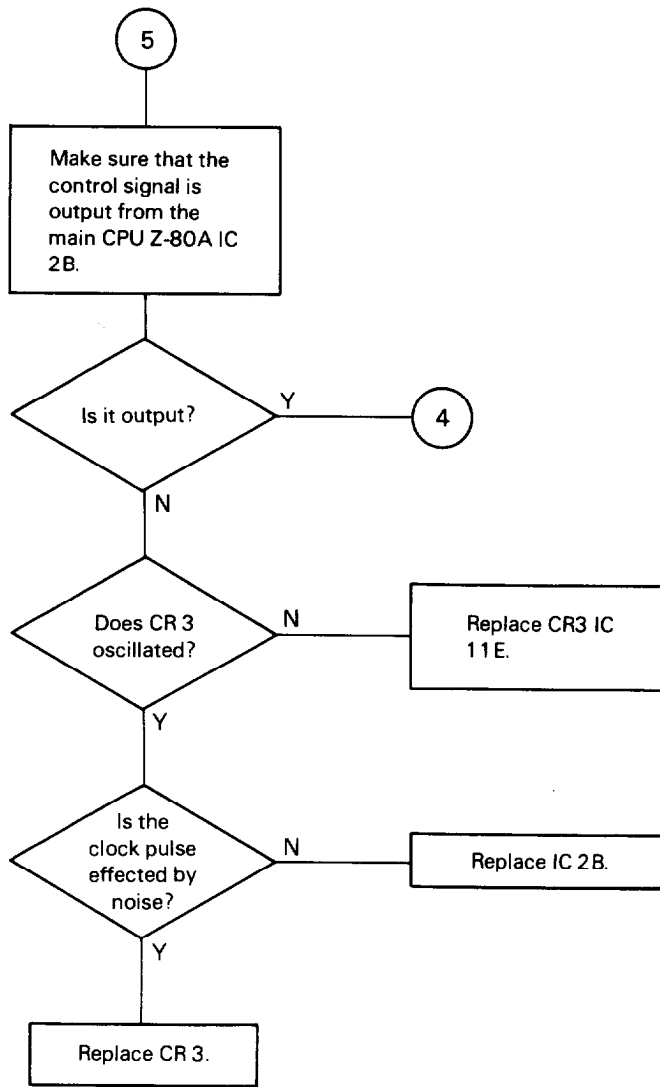 5
Make sure that the
control signal is
output from the
main CPU Z-80A IC
2B.
Is it output?
Y
4
N
Does CR 3
oscillated?
N
Replace CR3 IC
11E.
Y
Is the
clock pulse
effected by
noise?
N
Replace IC 2B.
Y
Replace CR 3.